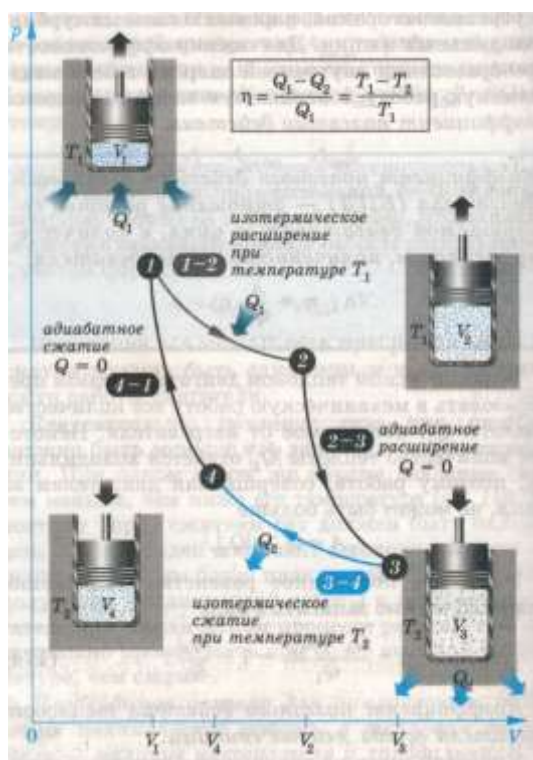 p
η = (Q₁ − Q₂) / Q₁ = (T₁ − T₂) / T₁
T₁
V₁
Q₁
изотермическое
расширение
при
температуре T₁
1
1–2
Q₁
адиабатное
сжатие
Q = 0
4–1
2
T₁
V₂
2–3
адиабатное
расширение
Q = 0
4
Q₂
3
3–4
T₂
V₄
изотермическое
сжатие
при температуре T₂
T₂
V₃
Q₂
0
V₁
V₄
V₂
V₃
V